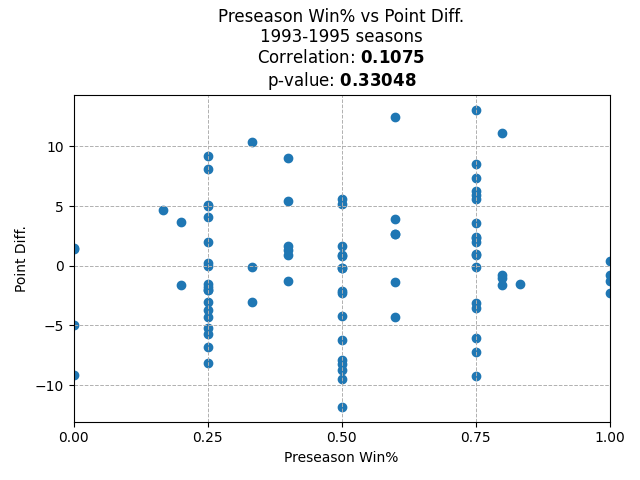 Preseason Win% vs Point Diff.
1993-1995 seasons
Correlation: 0.1075
p-value: 0.33048
Point Diff.
10
5
0
−5
−10
0.00 0.25 0.50 0.75 1.00
Preseason Win%